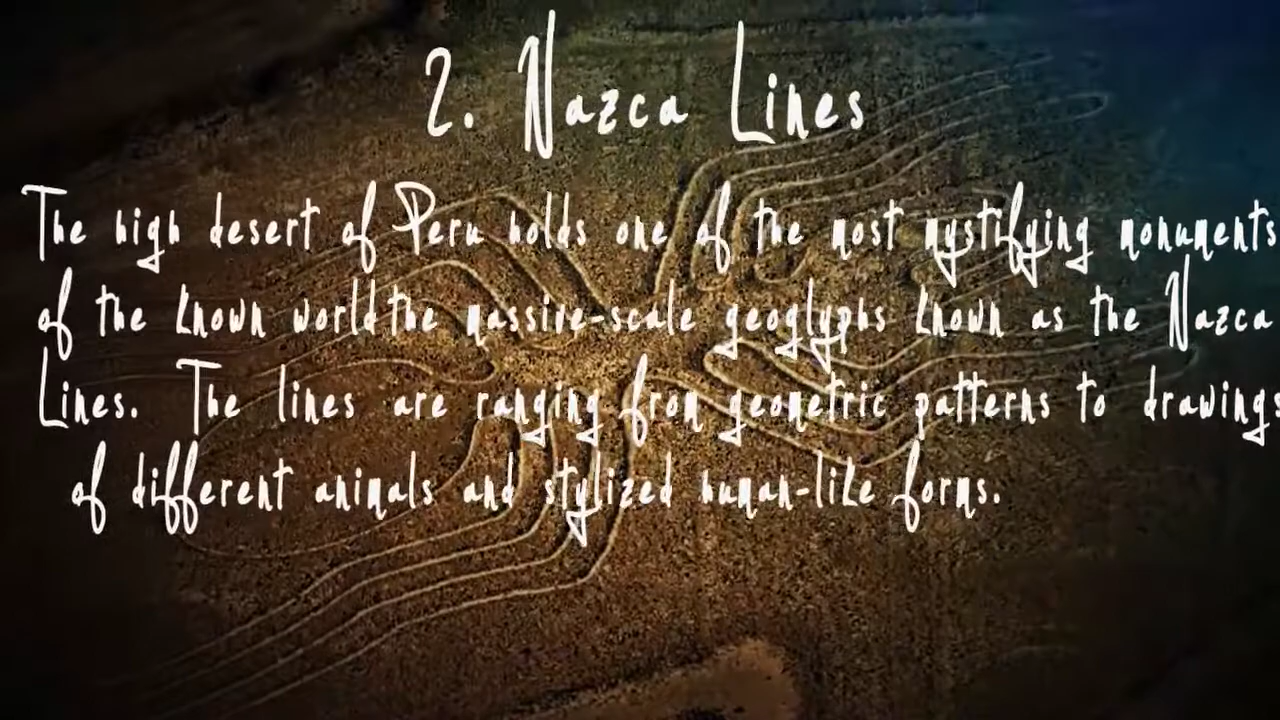 2. Nazca Lines
The high desert of Peru holds one of the most mystifying monuments
of the known world the massive-scale geoglyphs known as the Nazca
Lines. The lines are ranging from geometric patterns to drawings
of different animals and stylized human-like forms.